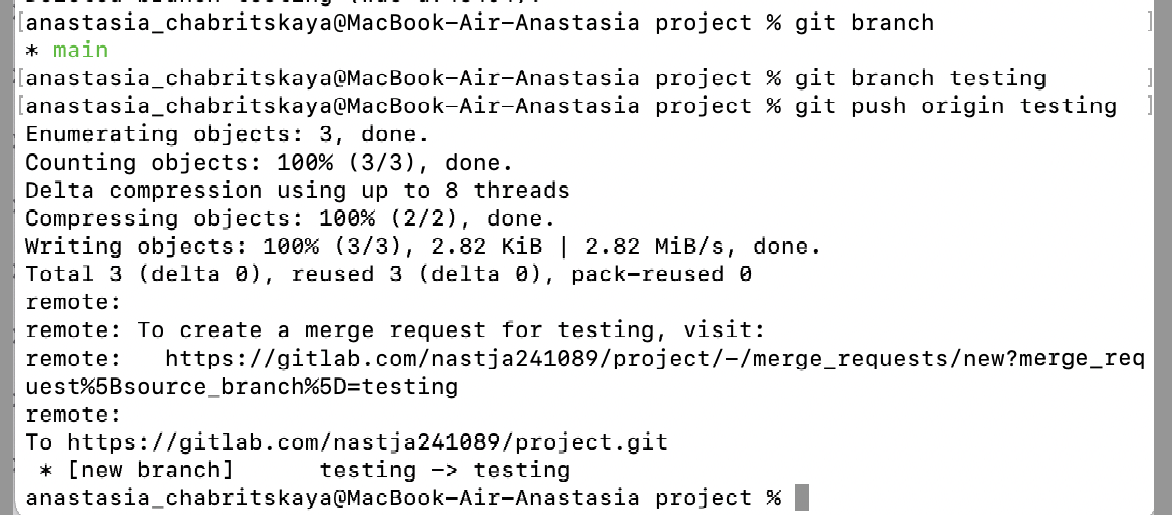 [anastasia_chabritskaya@MacBook-Air-Anastasia project % git branch ]
* main
[anastasia_chabritskaya@MacBook-Air-Anastasia project % git branch testing ]
[anastasia_chabritskaya@MacBook-Air-Anastasia project % git push origin testing ]
Enumerating objects: 3, done.
Counting objects: 100% (3/3), done.
Delta compression using up to 8 threads
Compressing objects: 100% (2/2), done.
Writing objects: 100% (3/3), 2.82 KiB | 2.82 MiB/s, done.
Total 3 (delta 0), reused 3 (delta 0), pack-reused 0
remote:
remote: To create a merge request for testing, visit:
remote:   https://gitlab.com/nastja241089/project/-/merge_requests/new?merge_req
uest%5Bsource_branch%5D=testing
remote:
To https://gitlab.com/nastja241089/project.git
 * [new branch]      testing -> testing
anastasia_chabritskaya@MacBook-Air-Anastasia project %